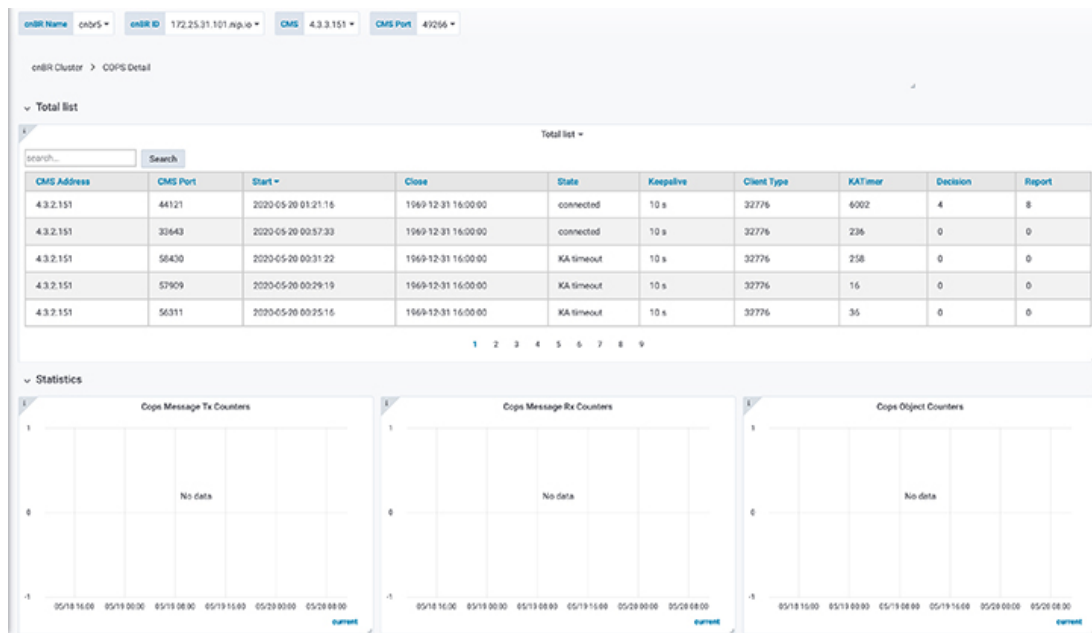 cnBR Name cnbr5 cnBR ID 172.25.31.101.nip.io CMS 4.3.3.151 CMS Port 49266
cnBR Cluster > COPS Detail
Total list
Total list
search... Search
CMS Address CMS Port Start Close State Keepalive Client Type KATimer Decision Report
4.3.2.151 44121 2020-05-20 01:21:16 1969-12-31 16:00:00 connected 10 s 32776 6002 4 8
4.3.2.151 33643 2020-05-20 00:57:33 1969-12-31 16:00:00 connected 10 s 32776 236 0 0
4.3.2.151 58430 2020-05-20 00:31:22 1969-12-31 16:00:00 KA timeout 10 s 32776 258 0 0
4.3.2.151 57909 2020-05-20 00:29:19 1969-12-31 16:00:00 KA timeout 10 s 32776 16 0 0
4.3.2.151 56311 2020-05-20 00:25:16 1969-12-31 16:00:00 KA timeout 10 s 32776 36 0 0
1 2 3 4 5 6 7 8 9
Statistics
Cops Message Tx Counters
1
No data
0
-1
05/18 16:00 05/19 00:00 05/19 08:00 05/19 16:00 05/20 00:00 05/20 08:00
current
Cops Message Rx Counters
1
No data
0
-1
05/18 16:00 05/19 00:00 05/19 08:00 05/19 16:00 05/20 00:00 05/20 08:00
current
Cops Object Counters
1
No data
0
-1
05/18 16:00 05/19 00:00 05/19 08:00 05/19 16:00 05/20 00:00 05/20 08:00
current